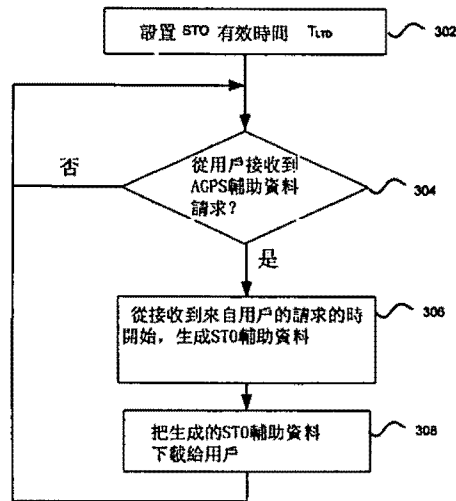 設置 STO 有效時間 TLTD
302
否
從用戶接收到
AGPS輔助資料
請求？
304
是
從接收到來自用戶的請求的時
開始，生成STO輔助資料
306
把生成的STO輔助資料
下載給用戶
308